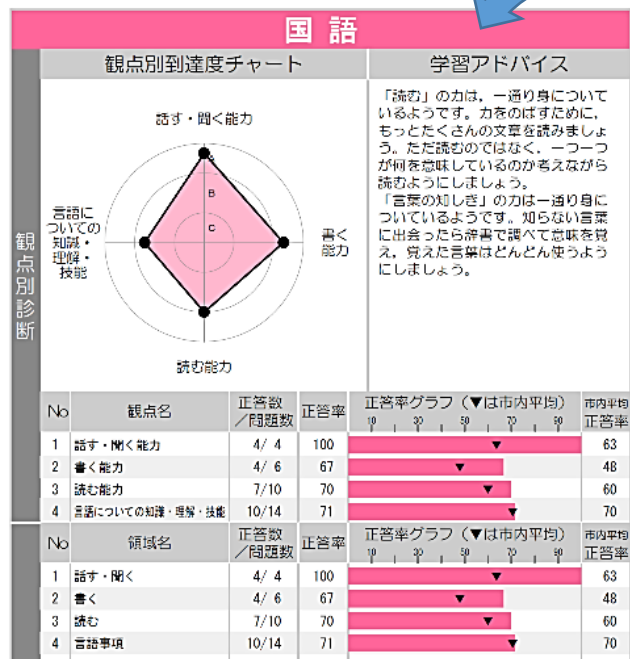 国 語
観点別到達度チャート
学習アドバイス
観点別診断
話す・聞く能力
A
B
C
言語に
ついての
知識・
理解・
技能
書く
能力
読む能力
「読む」の力は，一通り身について
いるようです。力をのばすために，
もっとたくさんの文章を読みましょ
う。ただ読むのではなく，一つ一つ
が何を意味しているのか考えながら
読むようにしましょう。
「言葉の知しき」の力は一通り身に
ついているようです。知らない言葉
に出会ったら辞書で調べて意味を覚
え，覚えた言葉はどんどん使うよう
にしましょう。
No 観点名 正答数／問題数 正答率 正答率グラフ（▼は市内平均） 市内平均正答率
10 30 50 70 90
1 話す・聞く能力 4/ 4 100 63
2 書く能力 4/ 6 67 48
3 読む能力 7/10 70 60
4 言語についての知識・理解・技能 10/14 71 70
No 領域名 正答数／問題数 正答率 正答率グラフ（▼は市内平均） 市内平均正答率
10 30 50 70 90
1 話す・聞く 4/ 4 100 63
2 書く 4/ 6 67 48
3 読む 7/10 70 60
4 言語事項 10/14 71 70